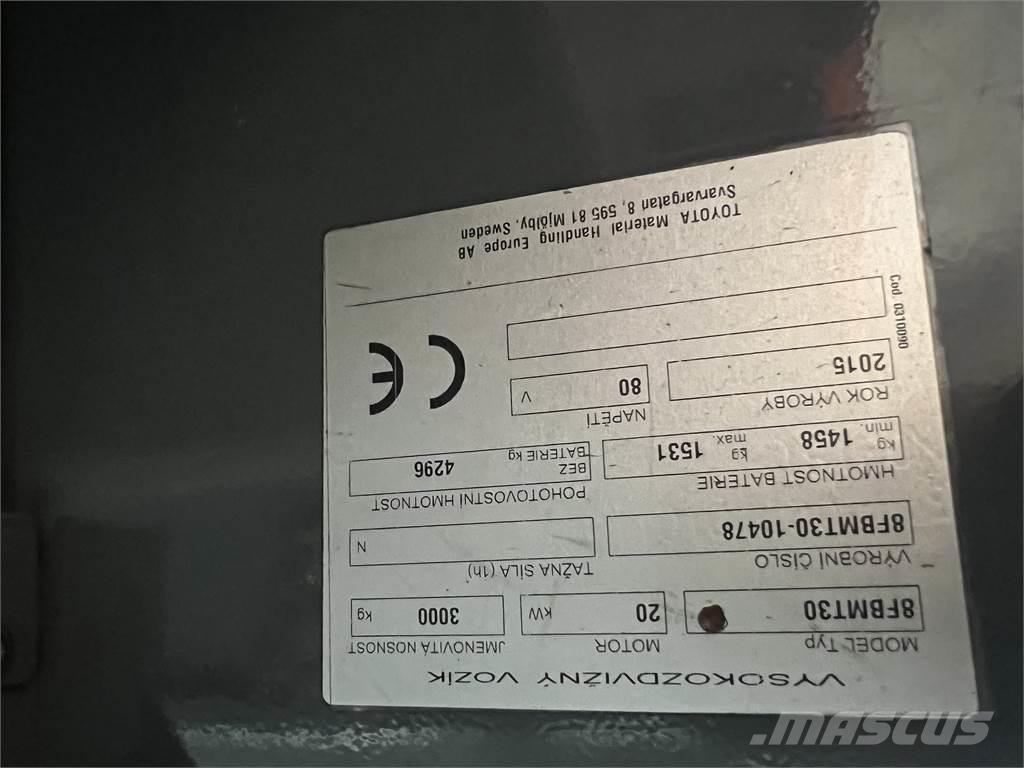 VYSOKOZDVIŽNÝ VOZÍK
MODEL Typ
8FBMT30
MOTOR
20 kW
JMENOVITÁ NOSNOST
3000 kg
VÝROBNÍ ČÍSLO
8FBMT30-10478
TAŽNÁ SÍLA (1h)
N
HMOTNOST BATERIE
kg min. 1458 kg max. 1531
POHOTOVOSTNÍ HMOTNOST
BEZ BATERIE kg 4296
ROK VÝROBY
2015
NAPĚTÍ
80 V
Cod. 0310090
CE
TOYOTA Material Handling Europe AB
Svarvargatan 8, 595 81 Mjölby, Sweden
MASCUS